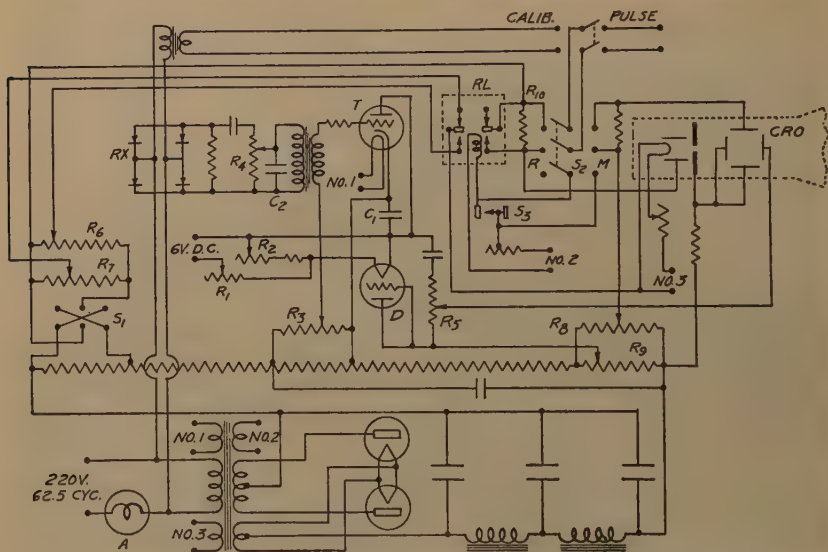 CALIB. PULSE
RL
T
R10
CRO
RX
R4
R S2 M
NO.1
C2
C1
S3
6V.D.C. R2
NO.2
R6
R1
D
NO.3
R7
R3
R5
R8
S1
R9
NO.1 NO.2
220V.
62.5 CYC.
NO.3
A